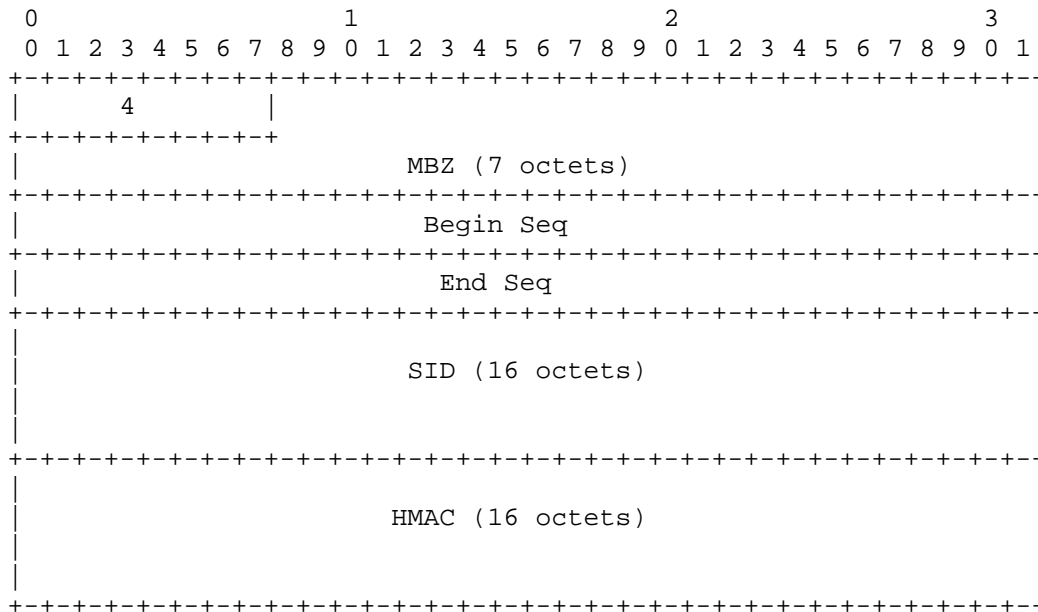 0                   1                   2                   3
 0 1 2 3 4 5 6 7 8 9 0 1 2 3 4 5 6 7 8 9 0 1 2 3 4 5 6 7 8 9 0 1
+-+-+-+-+-+-+-+-+-+-+-+-+-+-+-+-+-+-+-+-+-+-+-+-+-+-+-+-+-+-+-+--
|      4        |
+-+-+-+-+-+-+-+-+
|                        MBZ (7 octets)
+-+-+-+-+-+-+-+-+-+-+-+-+-+-+-+-+-+-+-+-+-+-+-+-+-+-+-+-+-+-+-+--
|                         Begin Seq
+-+-+-+-+-+-+-+-+-+-+-+-+-+-+-+-+-+-+-+-+-+-+-+-+-+-+-+-+-+-+-+--
|                          End Seq
+-+-+-+-+-+-+-+-+-+-+-+-+-+-+-+-+-+-+-+-+-+-+-+-+-+-+-+-+-+-+-+--
|
|                        SID (16 octets)
|
|
+-+-+-+-+-+-+-+-+-+-+-+-+-+-+-+-+-+-+-+-+-+-+-+-+-+-+-+-+-+-+-+--
|
|                       HMAC (16 octets)
|
|
+-+-+-+-+-+-+-+-+-+-+-+-+-+-+-+-+-+-+-+-+-+-+-+-+-+-+-+-+-+-+-+--